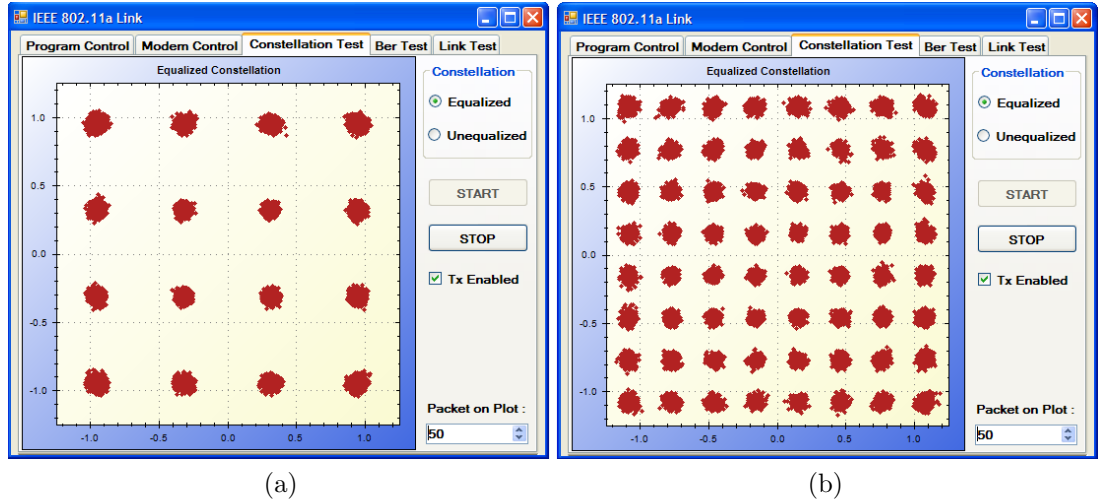 IEEE 802.11a Link
Program Control Modem Control Constellation Test Ber Test Link Test
Equalized Constellation
1.0
0.5
0.0
-0.5
-1.0
-1.0 -0.5 0.0 0.5 1.0
Constellation
Equalized
Unequalized
START
STOP
Tx Enabled
Packet on Plot :
50
(a)
IEEE 802.11a Link
Program Control Modem Control Constellation Test Ber Test Link Test
Equalized Constellation
1.0
0.5
0.0
-0.5
-1.0
-1.0 -0.5 0.0 0.5 1.0
Constellation
Equalized
Unequalized
START
STOP
Tx Enabled
Packet on Plot :
50
(b)